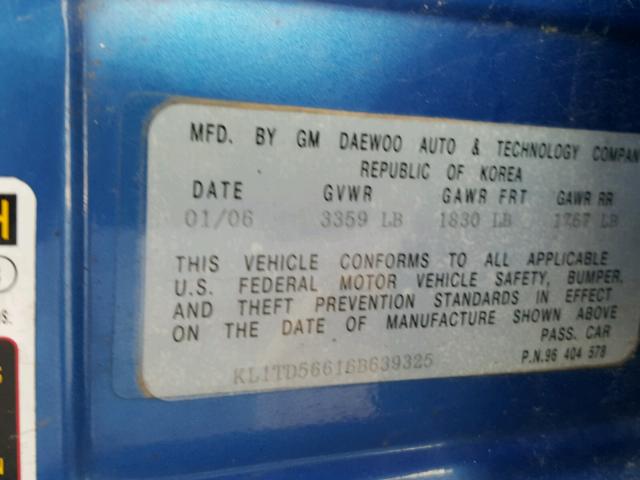 MFD. BY GM DAEWOO AUTO & TECHNOLOGY COMPAN
REPUBLIC OF KOREA
DATE GVWR GAWR FRT GAWR RR
01/06 3359 LB 1830 LB 1767 LB
THIS VEHICLE CONFORMS TO ALL APPLICABLE
U.S. FEDERAL MOTOR VEHICLE SAFETY, BUMPER,
AND THEFT PREVENTION STANDARDS IN EFFECT
ON THE DATE OF MANUFACTURE SHOWN ABOVE
PASS. CAR
KL1TD56616B639325 P.N.96 404 578